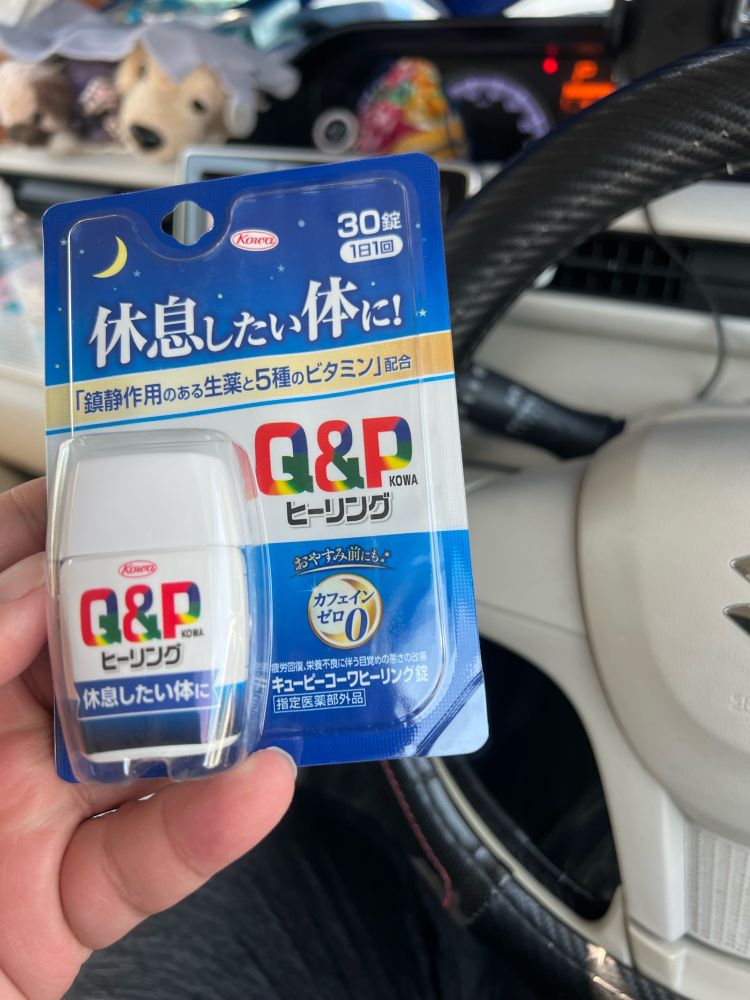 Kowa
30錠
1日1回
休息したい体に!
「鎮静作用のある生薬と5種のビタミン」配合
Q&P
KOWA
ヒーリング
おやすみ前にも
カフェイン
ゼロ0
疲労回復、栄養不良に伴う目覚めの悪さの改善
キューピーコーワヒーリング錠
指定医薬部外品
Kowa
Q&P
KOWA
ヒーリング
休息したい体に